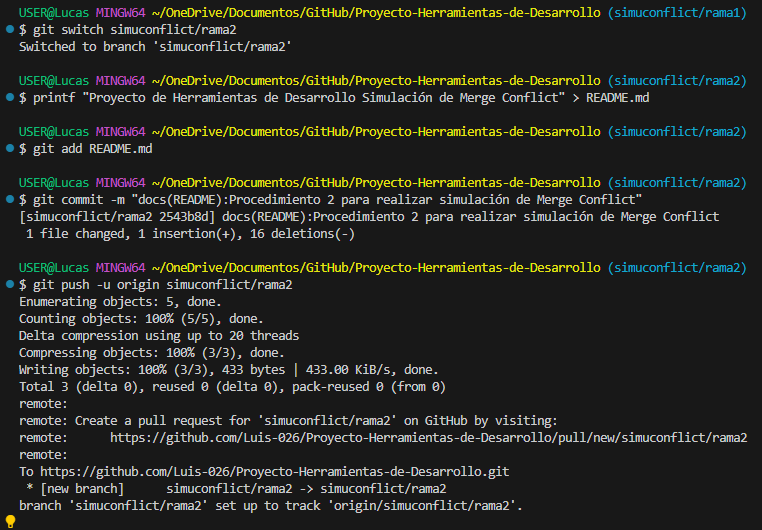 USER@Lucas MINGW64 ~/OneDrive/Documentos/GitHub/Proyecto-Herramientas-de-Desarrollo (simuconflict/rama1)
$ git switch simuconflict/rama2
Switched to branch 'simuconflict/rama2'
USER@Lucas MINGW64 ~/OneDrive/Documentos/GitHub/Proyecto-Herramientas-de-Desarrollo (simuconflict/rama2)
$ printf "Proyecto de Herramientas de Desarrollo Simulación de Merge Conflict" > README.md
USER@Lucas MINGW64 ~/OneDrive/Documentos/GitHub/Proyecto-Herramientas-de-Desarrollo (simuconflict/rama2)
$ git add README.md
USER@Lucas MINGW64 ~/OneDrive/Documentos/GitHub/Proyecto-Herramientas-de-Desarrollo (simuconflict/rama2)
$ git commit -m "docs(README):Procedimiento 2 para realizar simulación de Merge Conflict"
[simuconflict/rama2 2543b8d] docs(README):Procedimiento 2 para realizar simulación de Merge Conflict
 1 file changed, 1 insertion(+), 16 deletions(-)
USER@Lucas MINGW64 ~/OneDrive/Documentos/GitHub/Proyecto-Herramientas-de-Desarrollo (simuconflict/rama2)
$ git push -u origin simuconflict/rama2
Enumerating objects: 5, done.
Counting objects: 100% (5/5), done.
Delta compression using up to 20 threads
Compressing objects: 100% (3/3), done.
Writing objects: 100% (3/3), 433 bytes | 433.00 KiB/s, done.
Total 3 (delta 0), reused 0 (delta 0), pack-reused 0 (from 0)
remote:
remote: Create a pull request for 'simuconflict/rama2' on GitHub by visiting:
remote:      https://github.com/Luis-026/Proyecto-Herramientas-de-Desarrollo/pull/new/simuconflict/rama2
remote:
To https://github.com/Luis-026/Proyecto-Herramientas-de-Desarrollo.git
 * [new branch]      simuconflict/rama2 -> simuconflict/rama2
branch 'simuconflict/rama2' set up to track 'origin/simuconflict/rama2'.